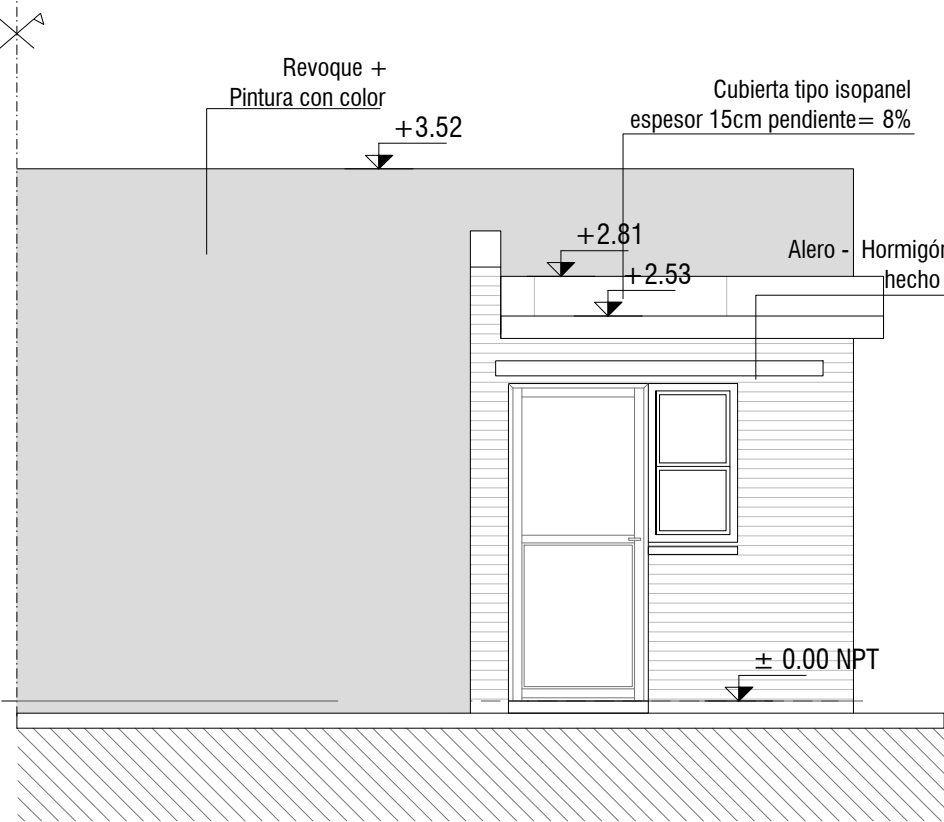 Revoque +
Pintura con color
+3.52
Cubierta tipo isopanel
espesor 15cm pendiente= 8%
+2.81
+2.53
Alero - Hormigón
hecho
± 0.00 NPT